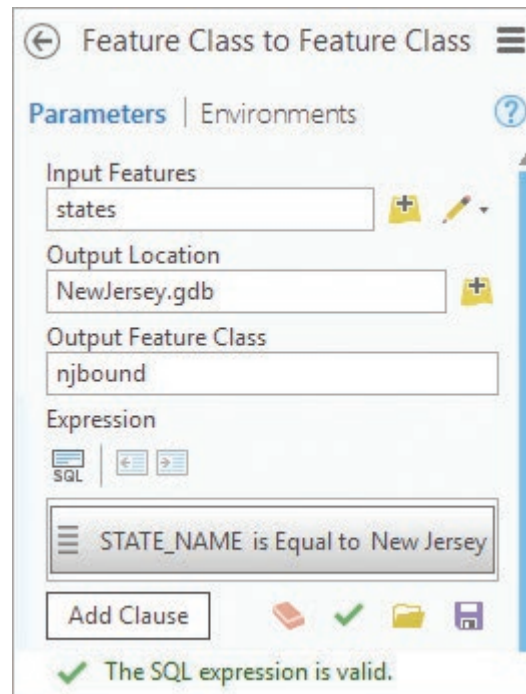 Feature Class to Feature Class
Parameters | Environments
?
Input Features
states
Output Location
NewJersey.gdb
Output Feature Class
njbound
Expression
SQL
STATE_NAME is Equal to New Jersey
Add Clause
The SQL expression is valid.